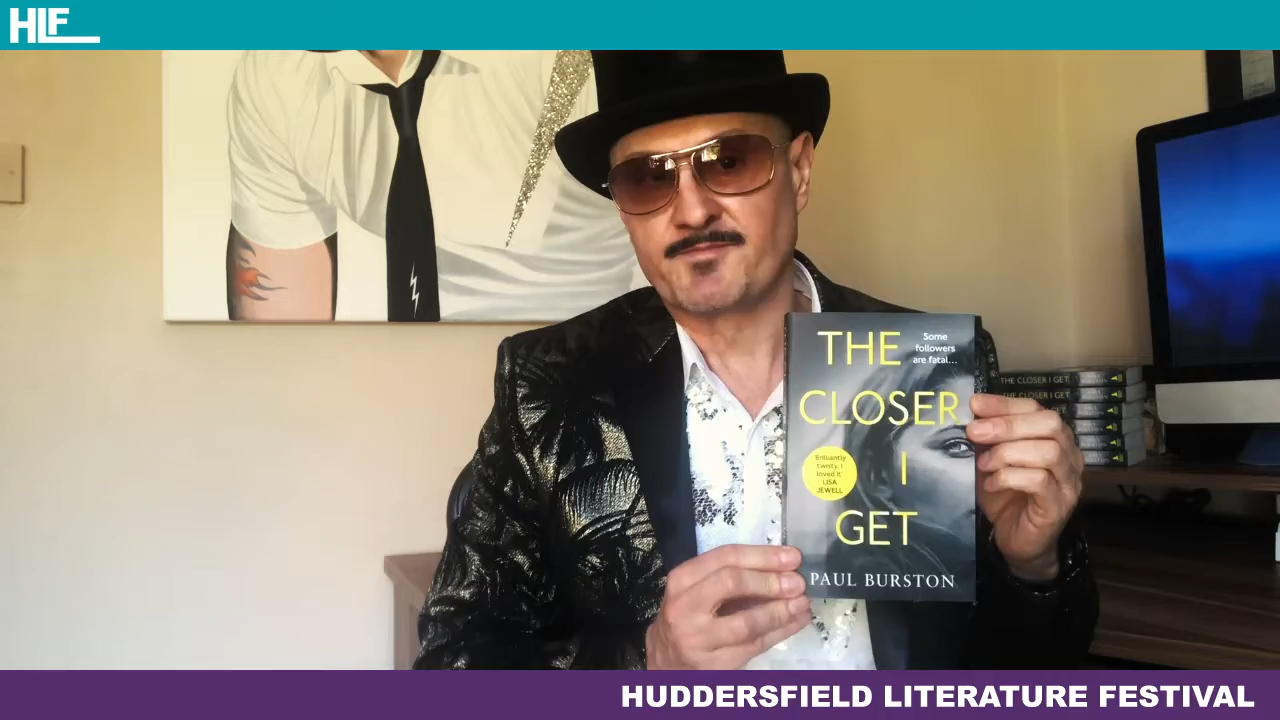 HLF
THE
Some
followers
are fatal...
CLOSER
I
GET
'Brilliantly
twisty. I
loved it'
LISA
JEWELL
PAUL BURSTON
THE CLOSER I GET
THE CLOSER I GET
HUDDERSFIELD LITERATURE FESTIVAL